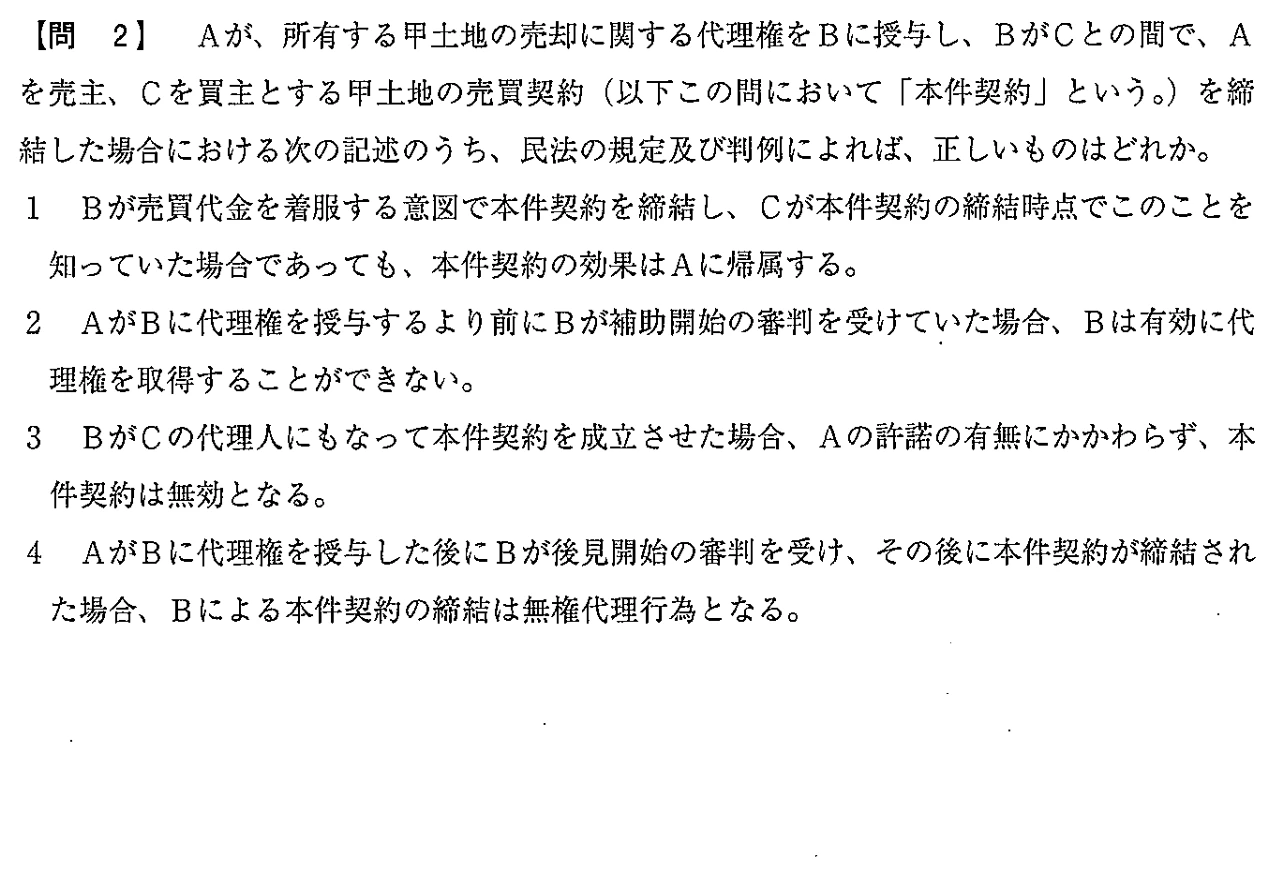 【問　2】　Aが、所有する甲土地の売却に関する代理権をBに授与し、BがCとの間で、A
を売主、Cを買主とする甲土地の売買契約（以下この問において「本件契約」という。）を締
結した場合における次の記述のうち、民法の規定及び判例によれば、正しいものはどれか。
1　Bが売買代金を着服する意図で本件契約を締結し、Cが本件契約の締結時点でこのことを
知っていた場合であっても、本件契約の効果はAに帰属する。
2　AがBに代理権を授与するより前にBが補助開始の審判を受けていた場合、Bは有効に代
理権を取得することができない。
3　BがCの代理人にもなって本件契約を成立させた場合、Aの許諾の有無にかかわらず、本
件契約は無効となる。
4　AがBに代理権を授与した後にBが後見開始の審判を受け、その後に本件契約が締結され
た場合、Bによる本件契約の締結は無権代理行為となる。